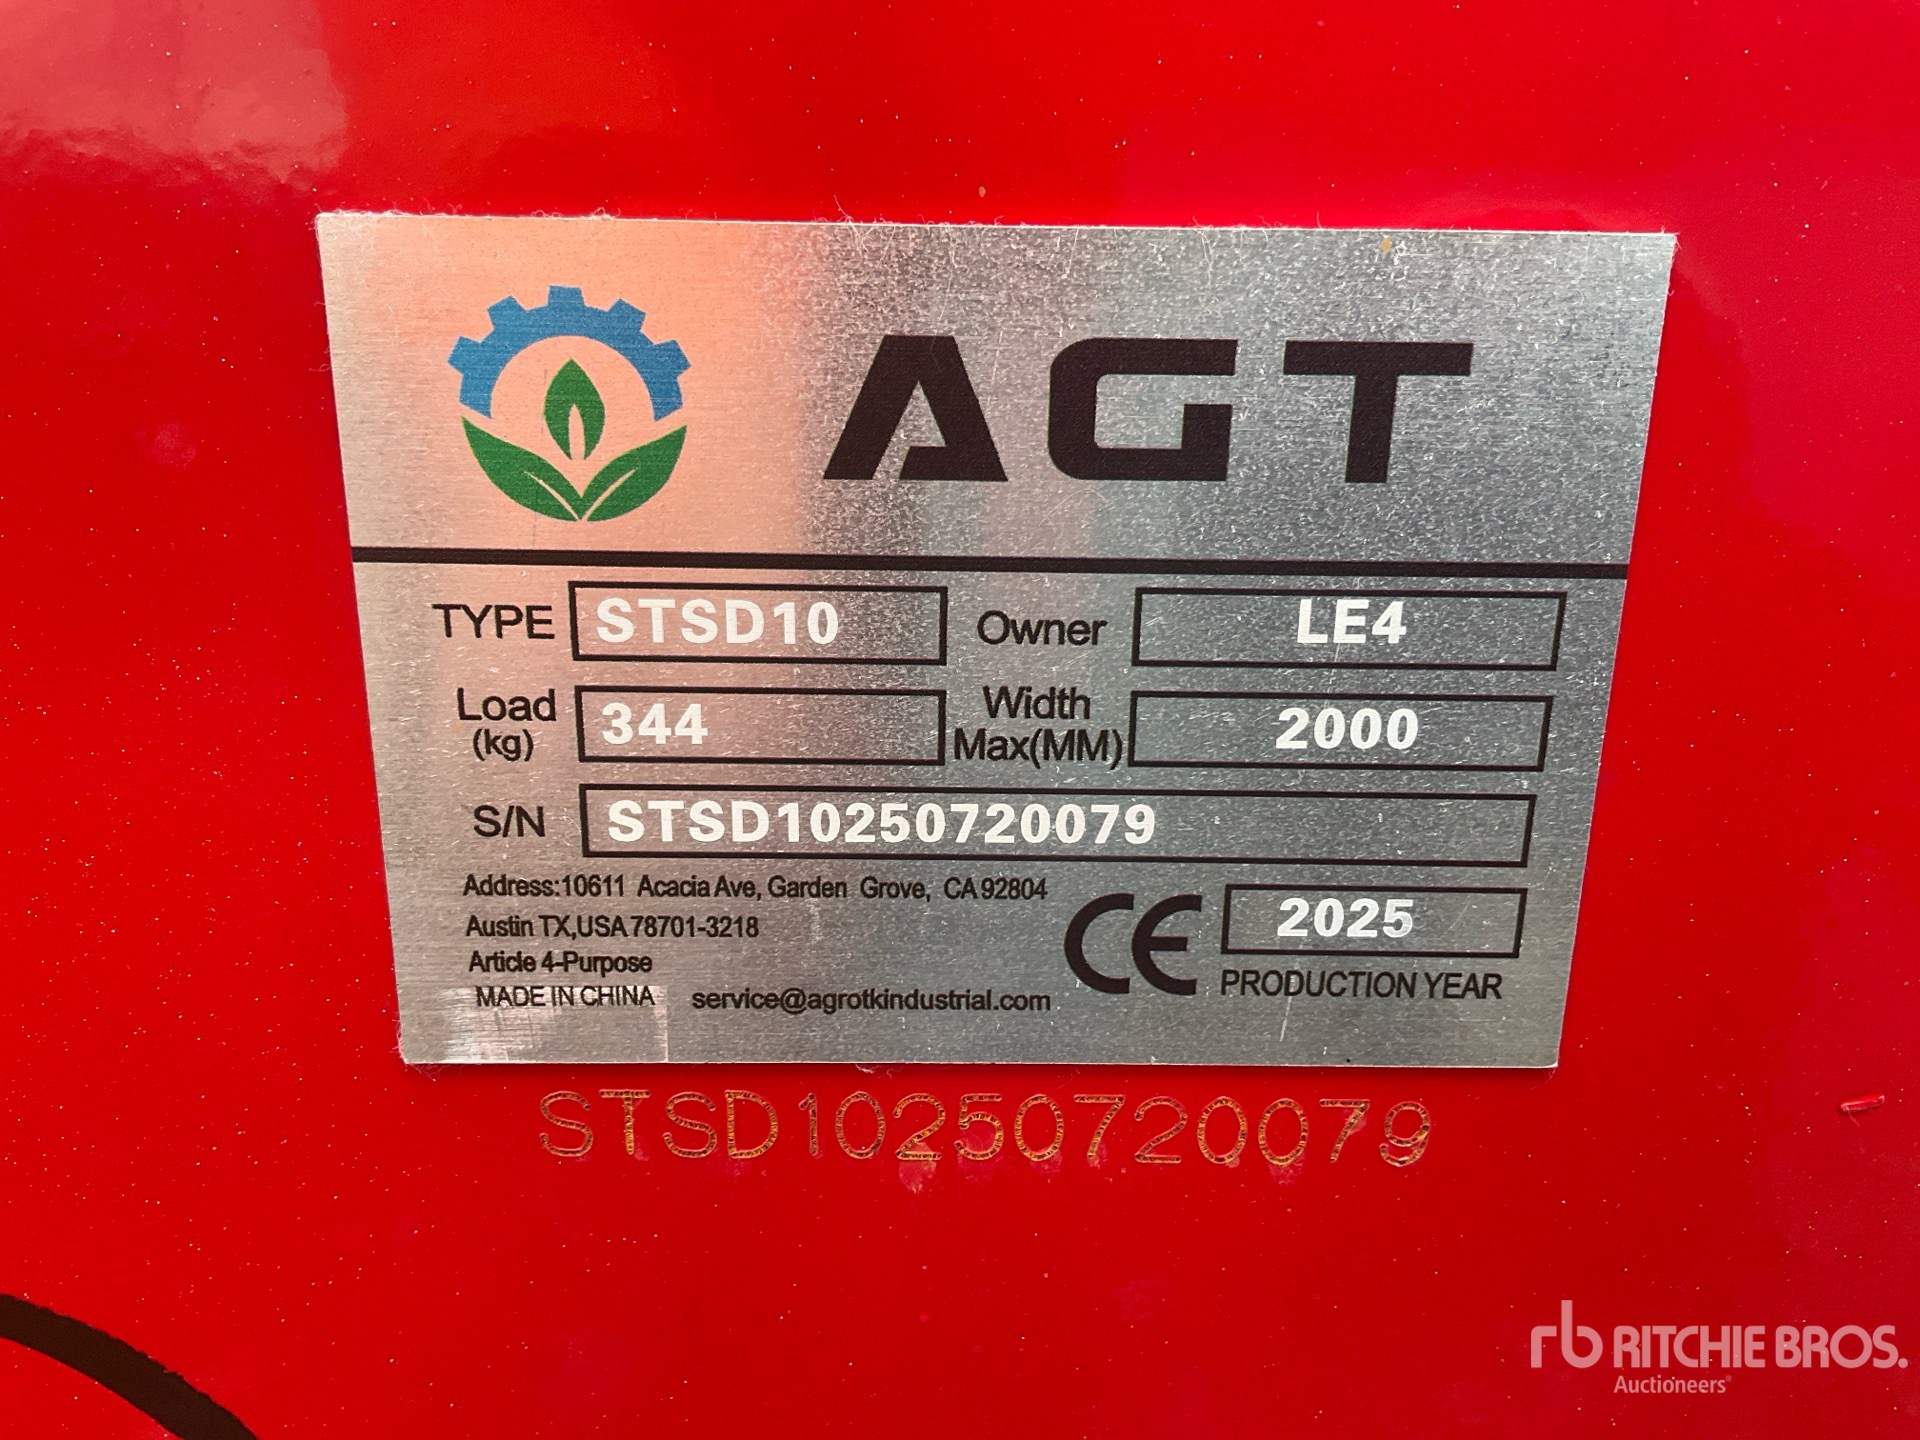 AGT
TYPE STSD10 Owner LE4
Load (kg) 344 Width Max(MM) 2000
S/N STSD10250720079
Address:10611 Acacia Ave, Garden Grove, CA 92804
Austin TX,USA 78701-3218
Article 4-Purpose
MADE IN CHINA service@agrotkindustrial.com
CE 2025
PRODUCTION YEAR
STSD10250720079
rb RITCHIE BROS.
Auctioneers®